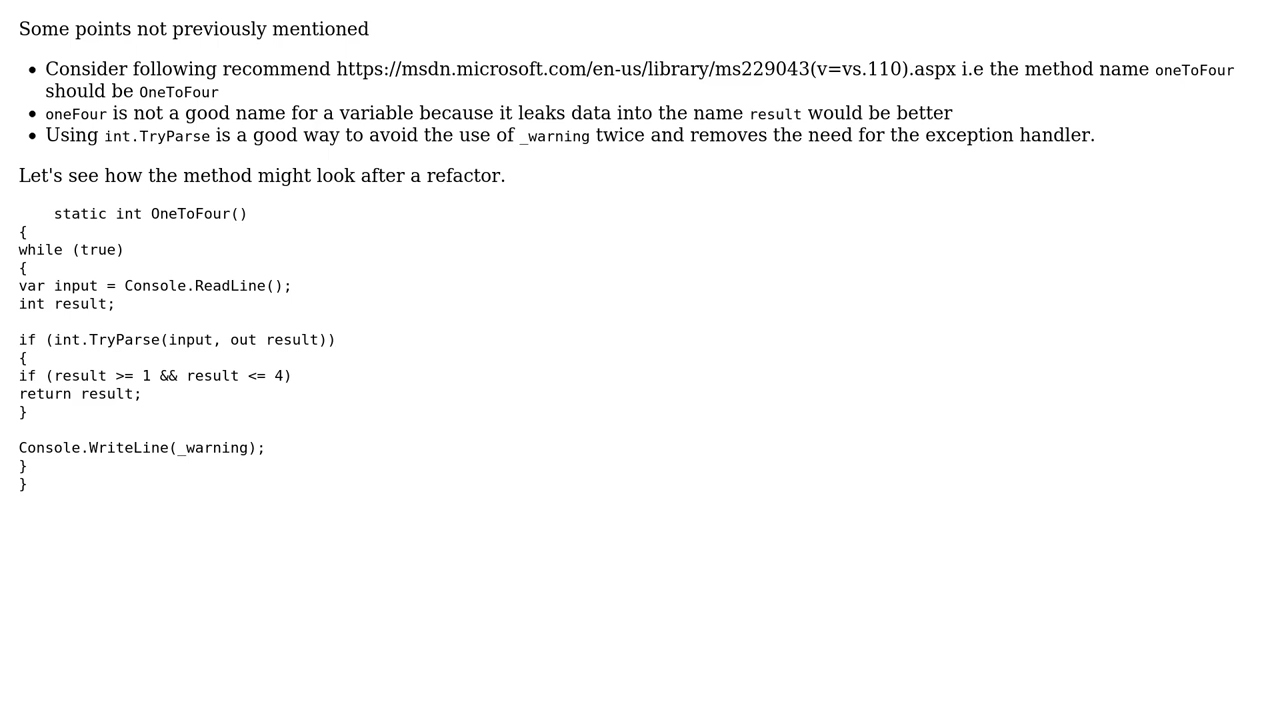 Some points not previously mentioned
• Consider following recommend https://msdn.microsoft.com/en-us/library/ms229043(v=vs.110).aspx i.e the method name oneToFour
should be OneToFour
• oneFour is not a good name for a variable because it leaks data into the name result would be better
• Using int.TryParse is a good way to avoid the use of _warning twice and removes the need for the exception handler.
Let's see how the method might look after a refactor.
    static int OneToFour()
{
while (true)
{
var input = Console.ReadLine();
int result;

if (int.TryParse(input, out result))
{
if (result >= 1 && result <= 4)
return result;
}

Console.WriteLine(_warning);
}
}